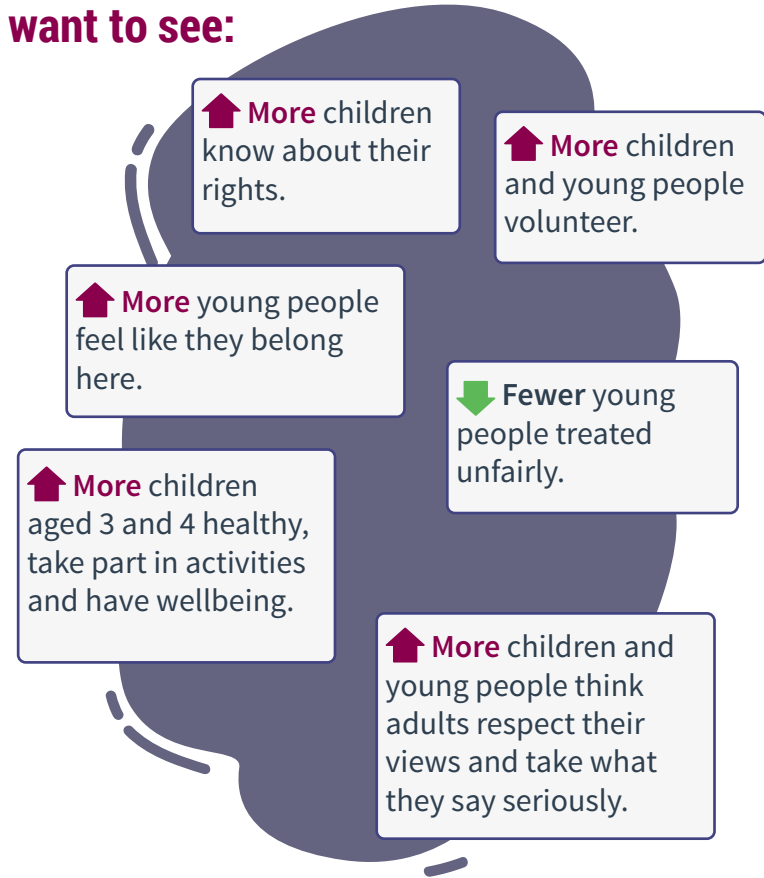 want to see:
More children
know about their
rights.
More children
and young people
volunteer.
More young people
feel like they belong
here.
Fewer young
people treated
unfairly.
More children
aged 3 and 4 healthy,
take part in activities
and have wellbeing.
More children and
young people think
adults respect their
views and take what
they say seriously.